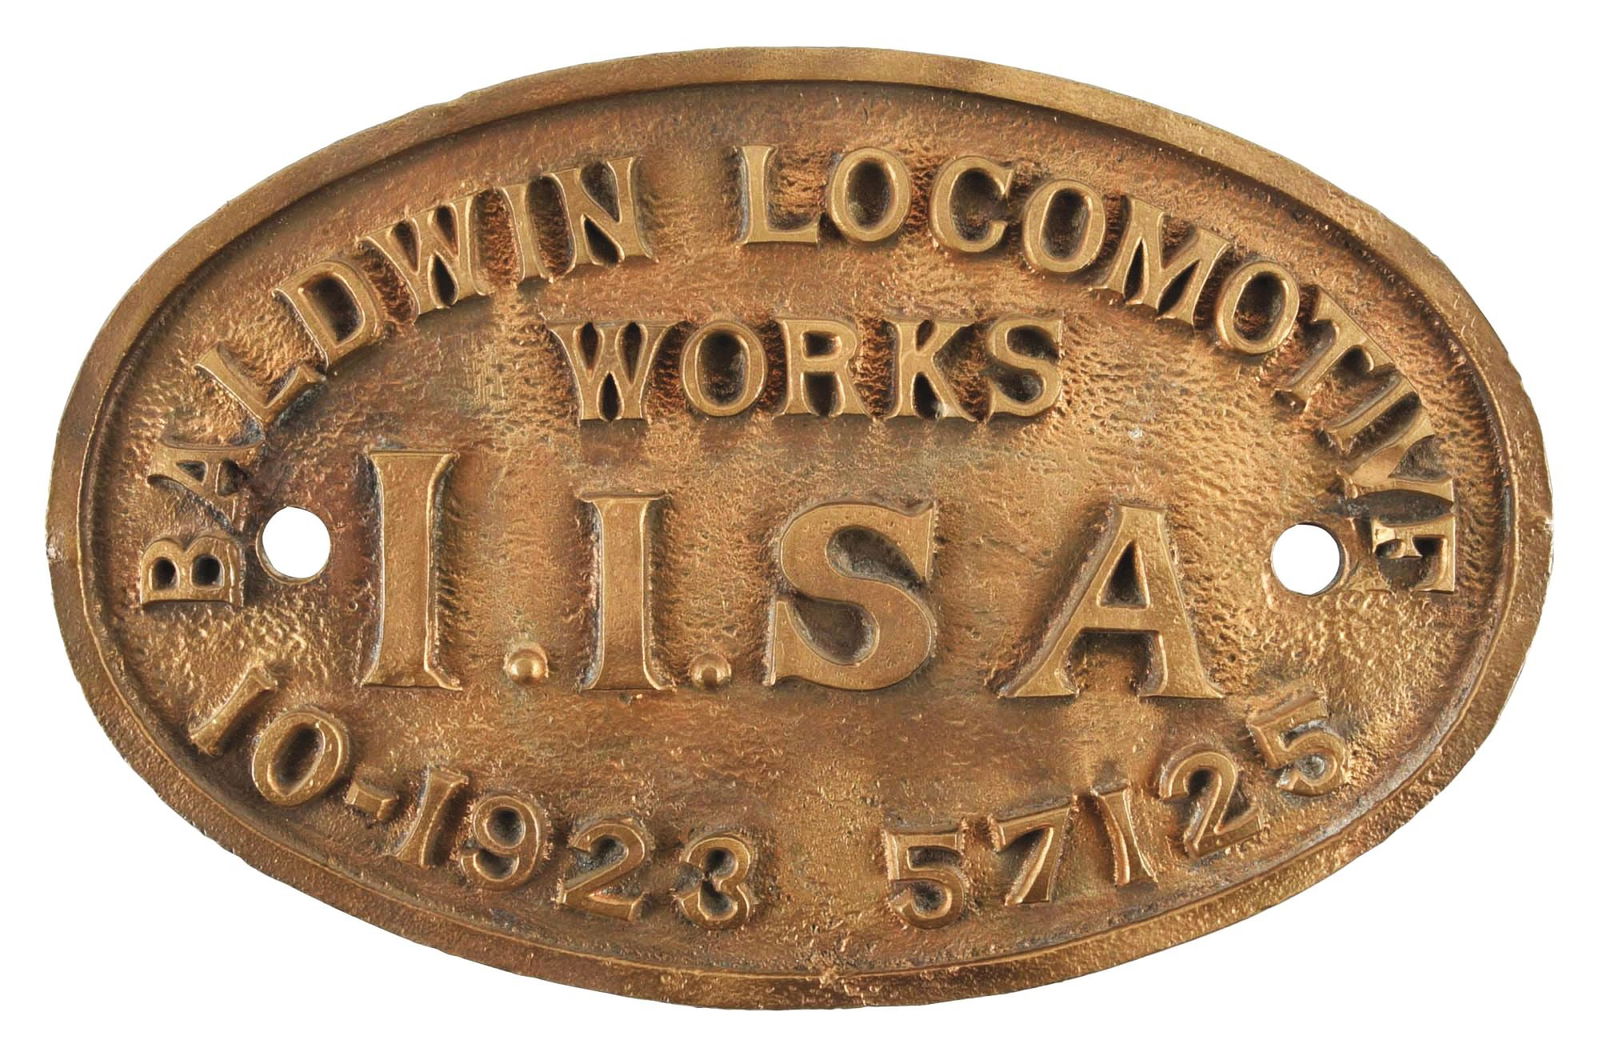 BALDWIN LOCOMOTIVE
WORKS
I.I.S A
10-1923 57125